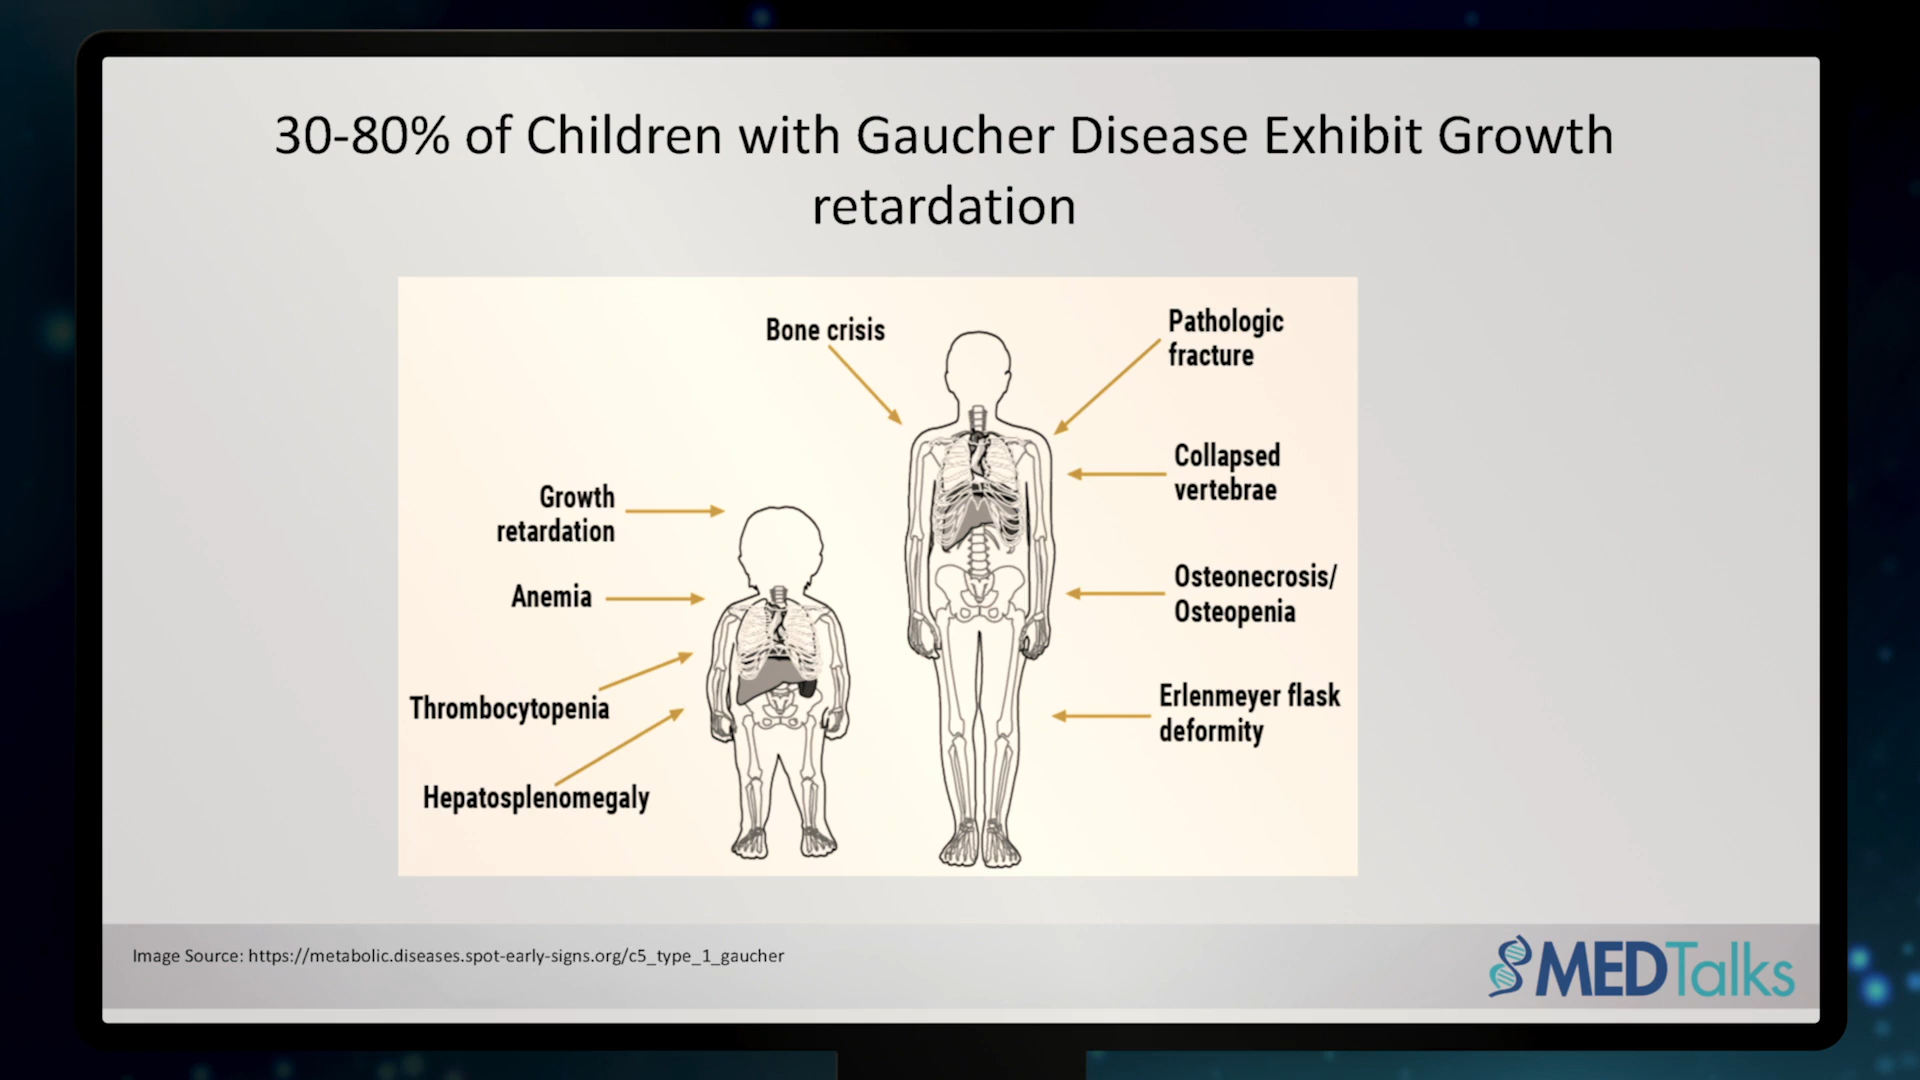 30-80% of Children with Gaucher Disease Exhibit Growth
retardation
Bone crisis
Pathologic
fracture
Collapsed
vertebrae
Growth
retardation
Anemia
Osteonecrosis/
Osteopenia
Thrombocytopenia
Erlenmeyer flask
deformity
Hepatosplenomegaly
Image Source: https://metabolic.diseases.spot-early-signs.org/c5_type_1_gaucher
MEDTalks